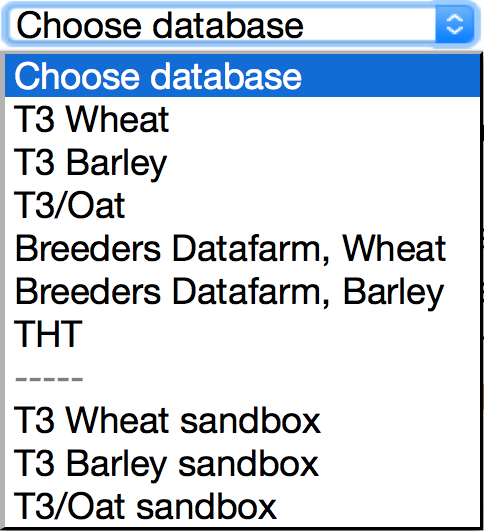 Choose database
Choose database
T3 Wheat
T3 Barley
T3/Oat
Breeders Datafarm, Wheat
Breeders Datafarm, Barley
THT
-----
T3 Wheat sandbox
T3 Barley sandbox
T3/Oat sandbox